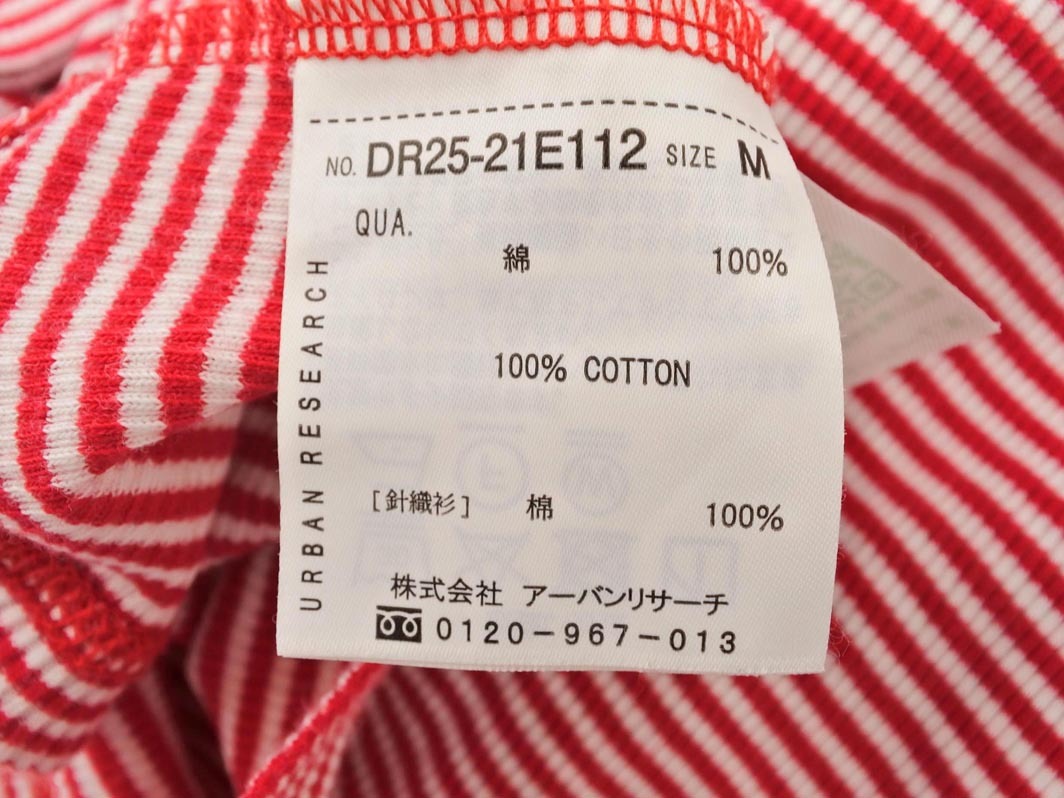 NO. DR25-21E112 SIZE M
QUA.
綿 100%
100% COTTON
[針織衫] 棉 100%
株式会社 アーバンリサーチ
0120-967-013
URBAN RESEARCH